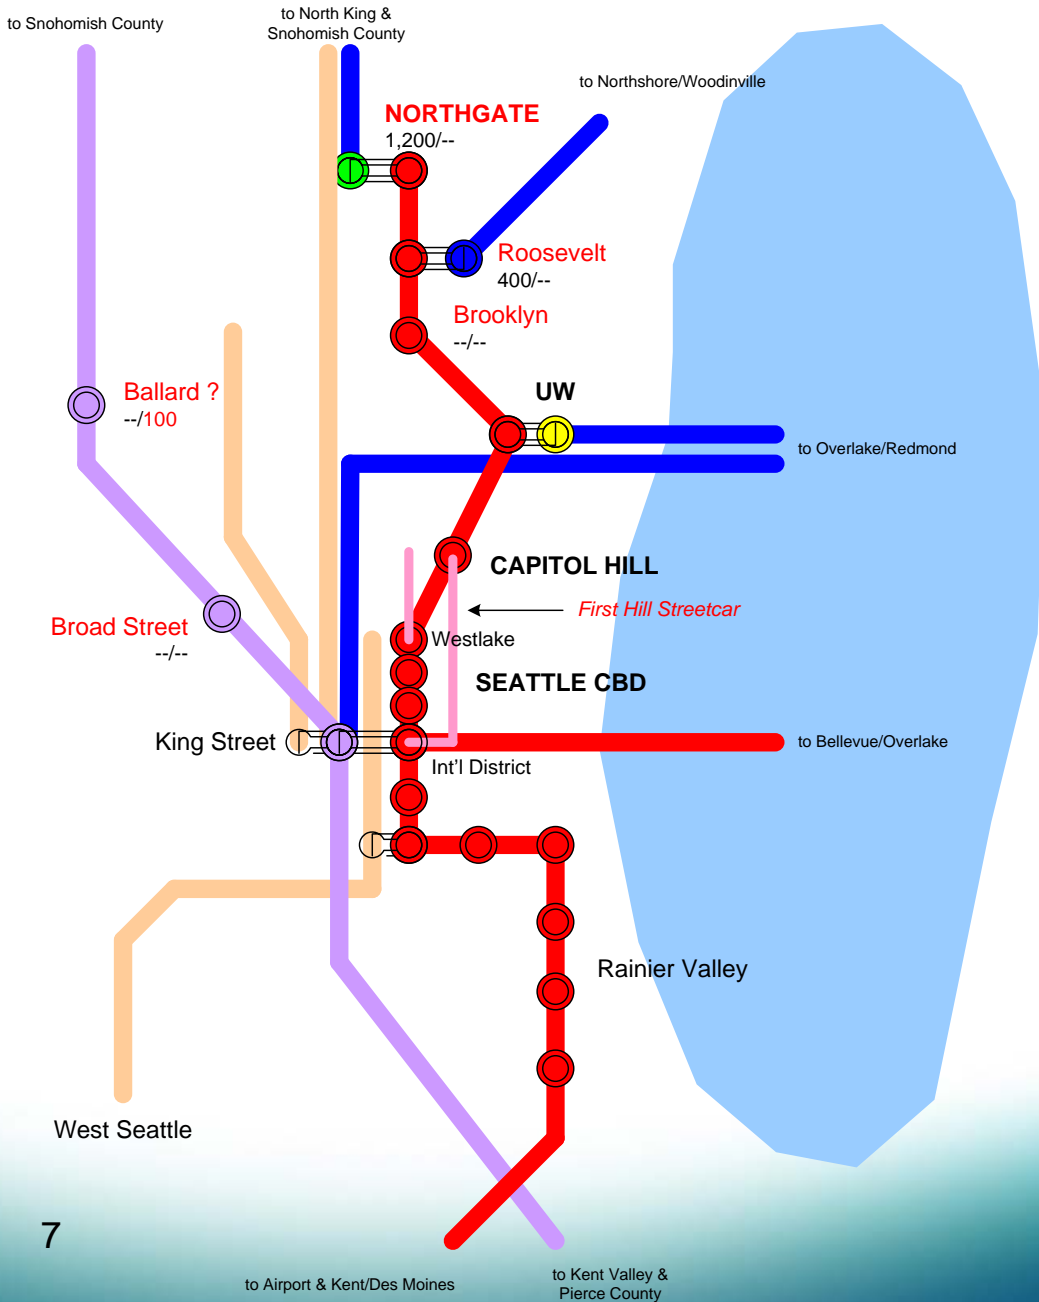 to Snohomish County
to North King &
Snohomish County
to Northshore/Woodinville
NORTHGATE
1,200/--
Roosevelt
400/--
Brooklyn
--/--
Ballard ?
--/100
UW
to Overlake/Redmond
CAPITOL HILL
First Hill Streetcar
Broad Street
--/--
Westlake
SEATTLE CBD
King Street
to Bellevue/Overlake
Int'l District
Rainier Valley
West Seattle
7
to Airport & Kent/Des Moines
to Kent Valley &
Pierce County